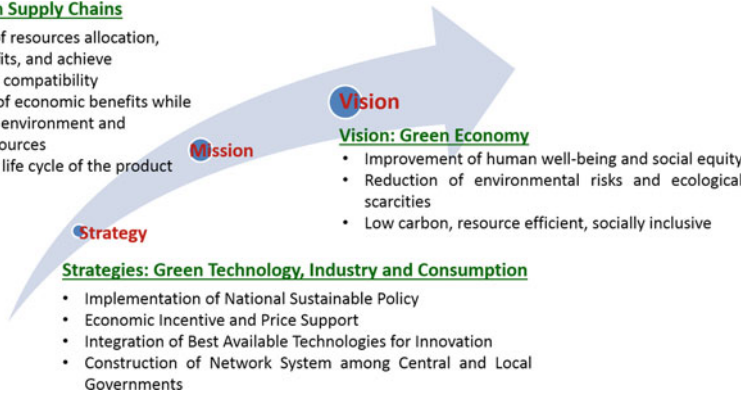 Supply Chains
of resources allocation,
fits, and achieve
compatibility
of economic benefits while
environment and
ources
life cycle of the product
Vision
Mission
Strategy
Vision: Green Economy
• Improvement of human well-being and social equity
• Reduction of environmental risks and ecological
scarcities
• Low carbon, resource efficient, socially inclusive
Strategies: Green Technology, Industry and Consumption
• Implementation of National Sustainable Policy
• Economic Incentive and Price Support
• Integration of Best Available Technologies for Innovation
• Construction of Network System among Central and Local
Governments